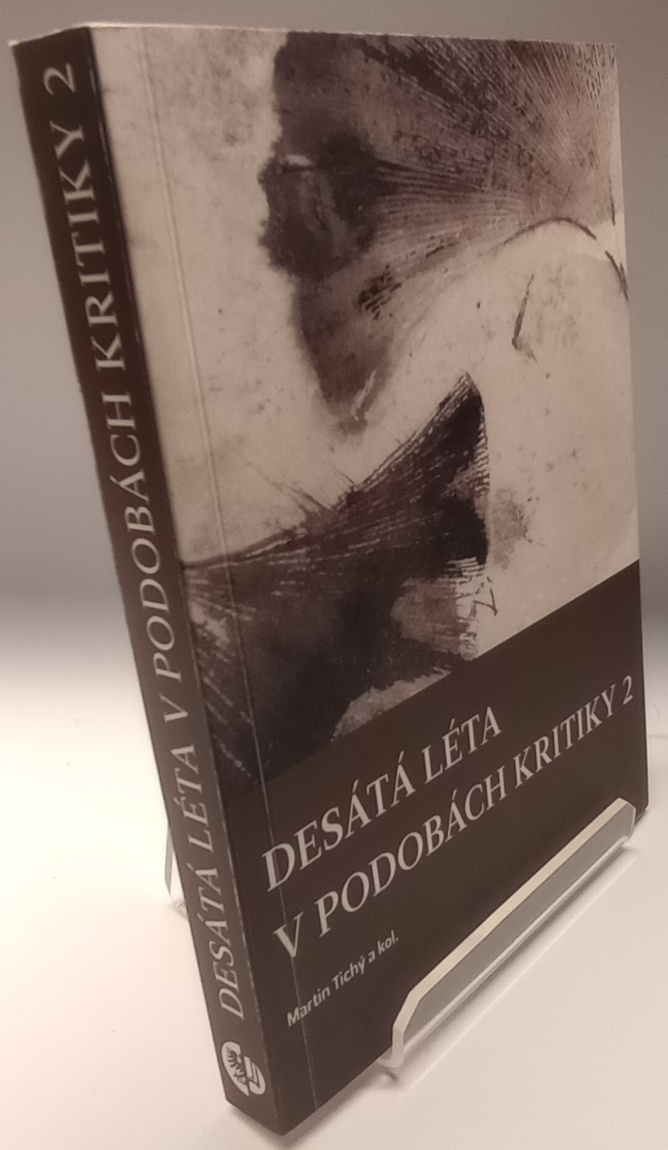 DESÁTÁ LÉTA V PODOBÁCH KRITIKY 2
DESÁTÁ LÉTA
V PODOBÁCH KRITIKY 2
Martin Tichý a kol.